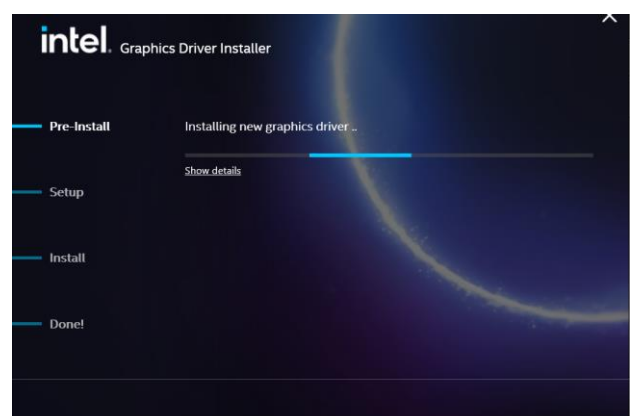 intel. Graphics Driver Installer
Pre-Install
Installing new graphics driver ..
Show details
Setup
Install
Done!